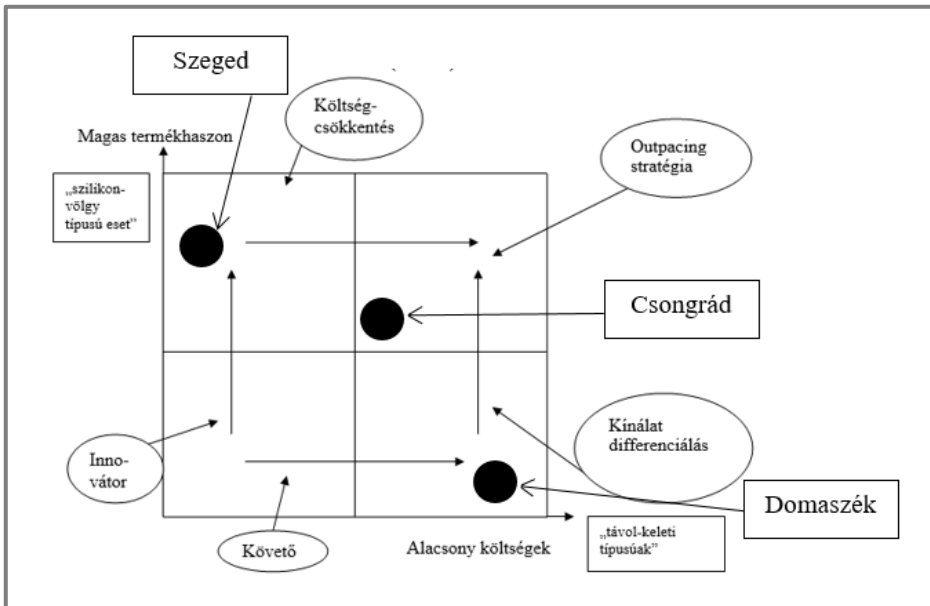 Szeged
Költség-
csökkentés
Magas termékhaszon
Outpacing
stratégia
„szilikon-
völgy
típusú eset”
Csongrád
Kínálat
differenciálás
Inno-
vátor
Domaszék
Követő
Alacsony költségek
„távol-keleti
típusúak”